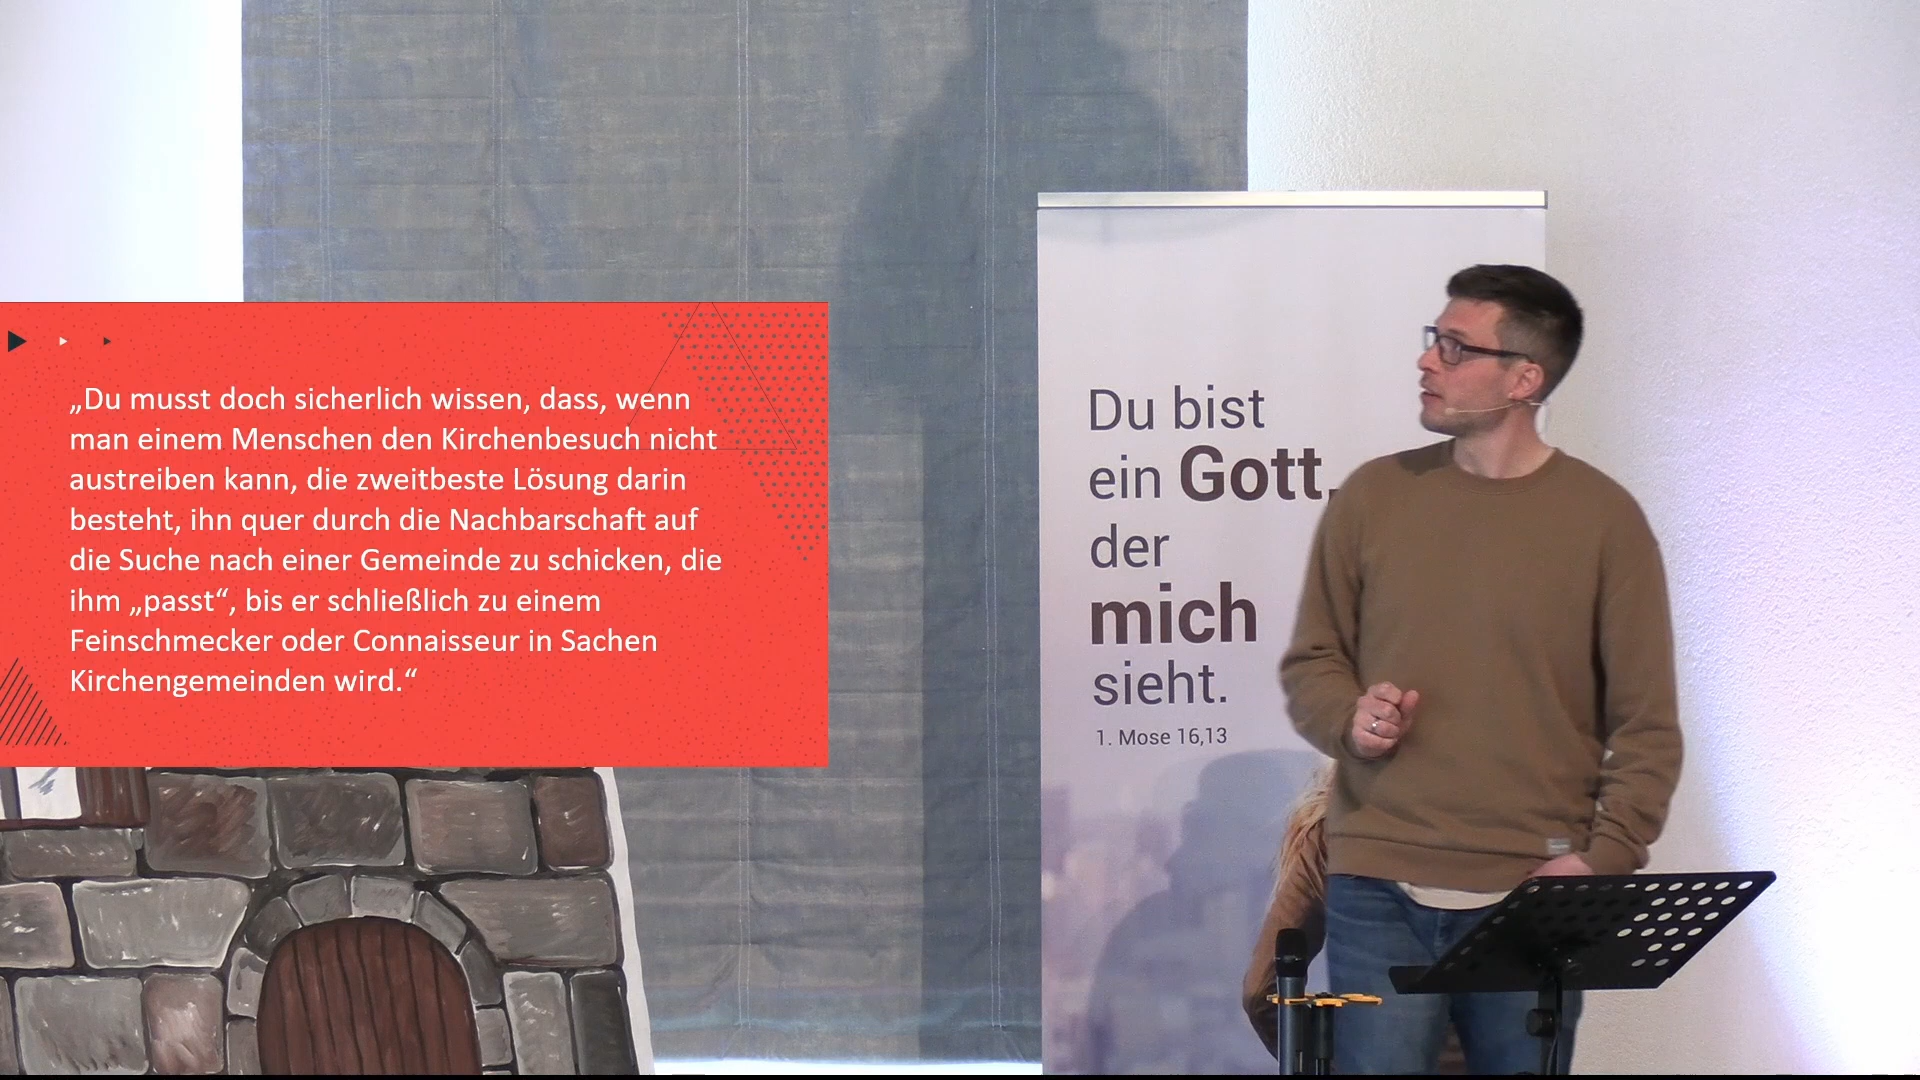 „Du musst doch sicherlich wissen, dass, wenn
man einem Menschen den Kirchenbesuch nicht
austreiben kann, die zweitbeste Lösung darin
besteht, ihn quer durch die Nachbarschaft auf
die Suche nach einer Gemeinde zu schicken, die
ihm „passt“, bis er schließlich zu einem
Feinschmecker oder Connaisseur in Sachen
Kirchengemeinden wird.“
Du bist
ein Gott,
der
mich
sieht.
1. Mose 16,13